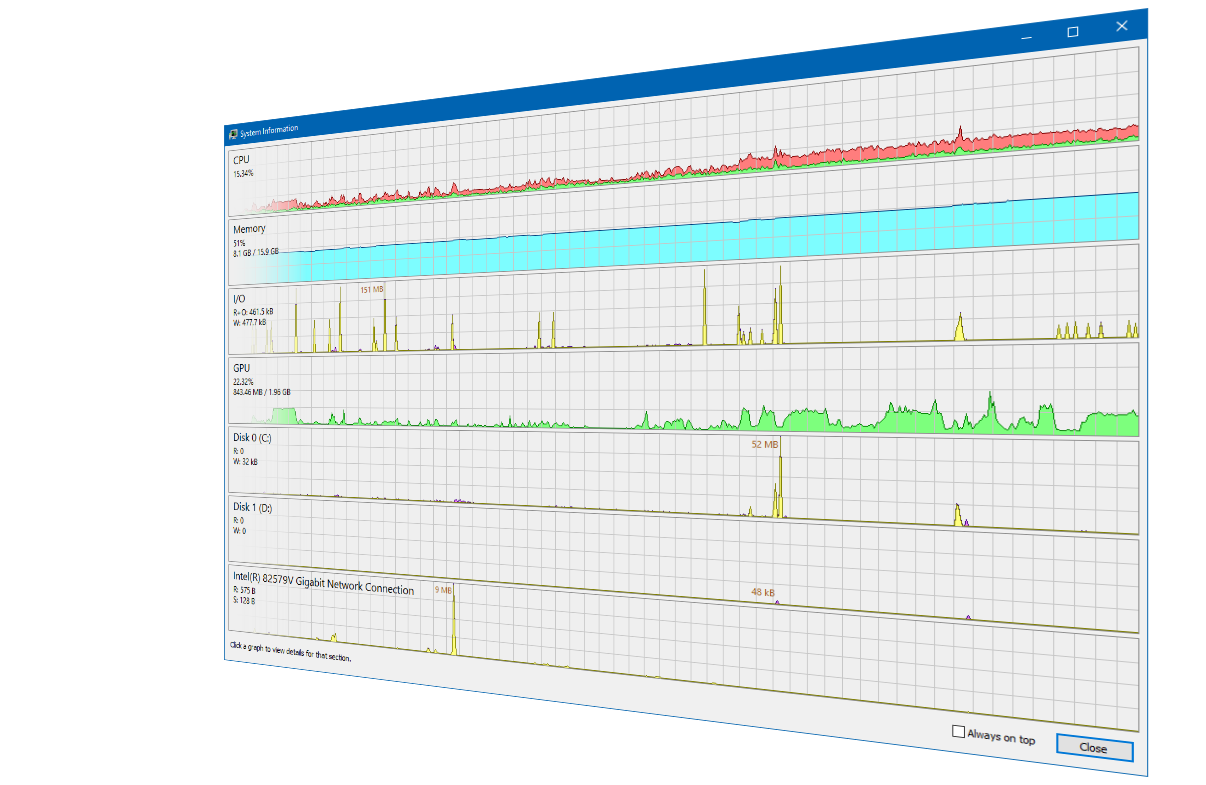 System Information
CPU
15.34%
Memory
51%
8.1 GB / 15.9 GB
I/O
151 MB
R+O: 461.5 kB
W: 477.7 kB
GPU
22.32%
843.46 MB / 1.96 GB
Disk 0 (C:)
52 MB
R: 0
W: 32 kB
Disk 1 (D:)
R: 0
W: 0
48 kB
Intel(R) 82579V Gigabit Network Connection
9 MB
R: 575 B
S: 128 B
Click a graph to view details for that section.
Always on top
Close